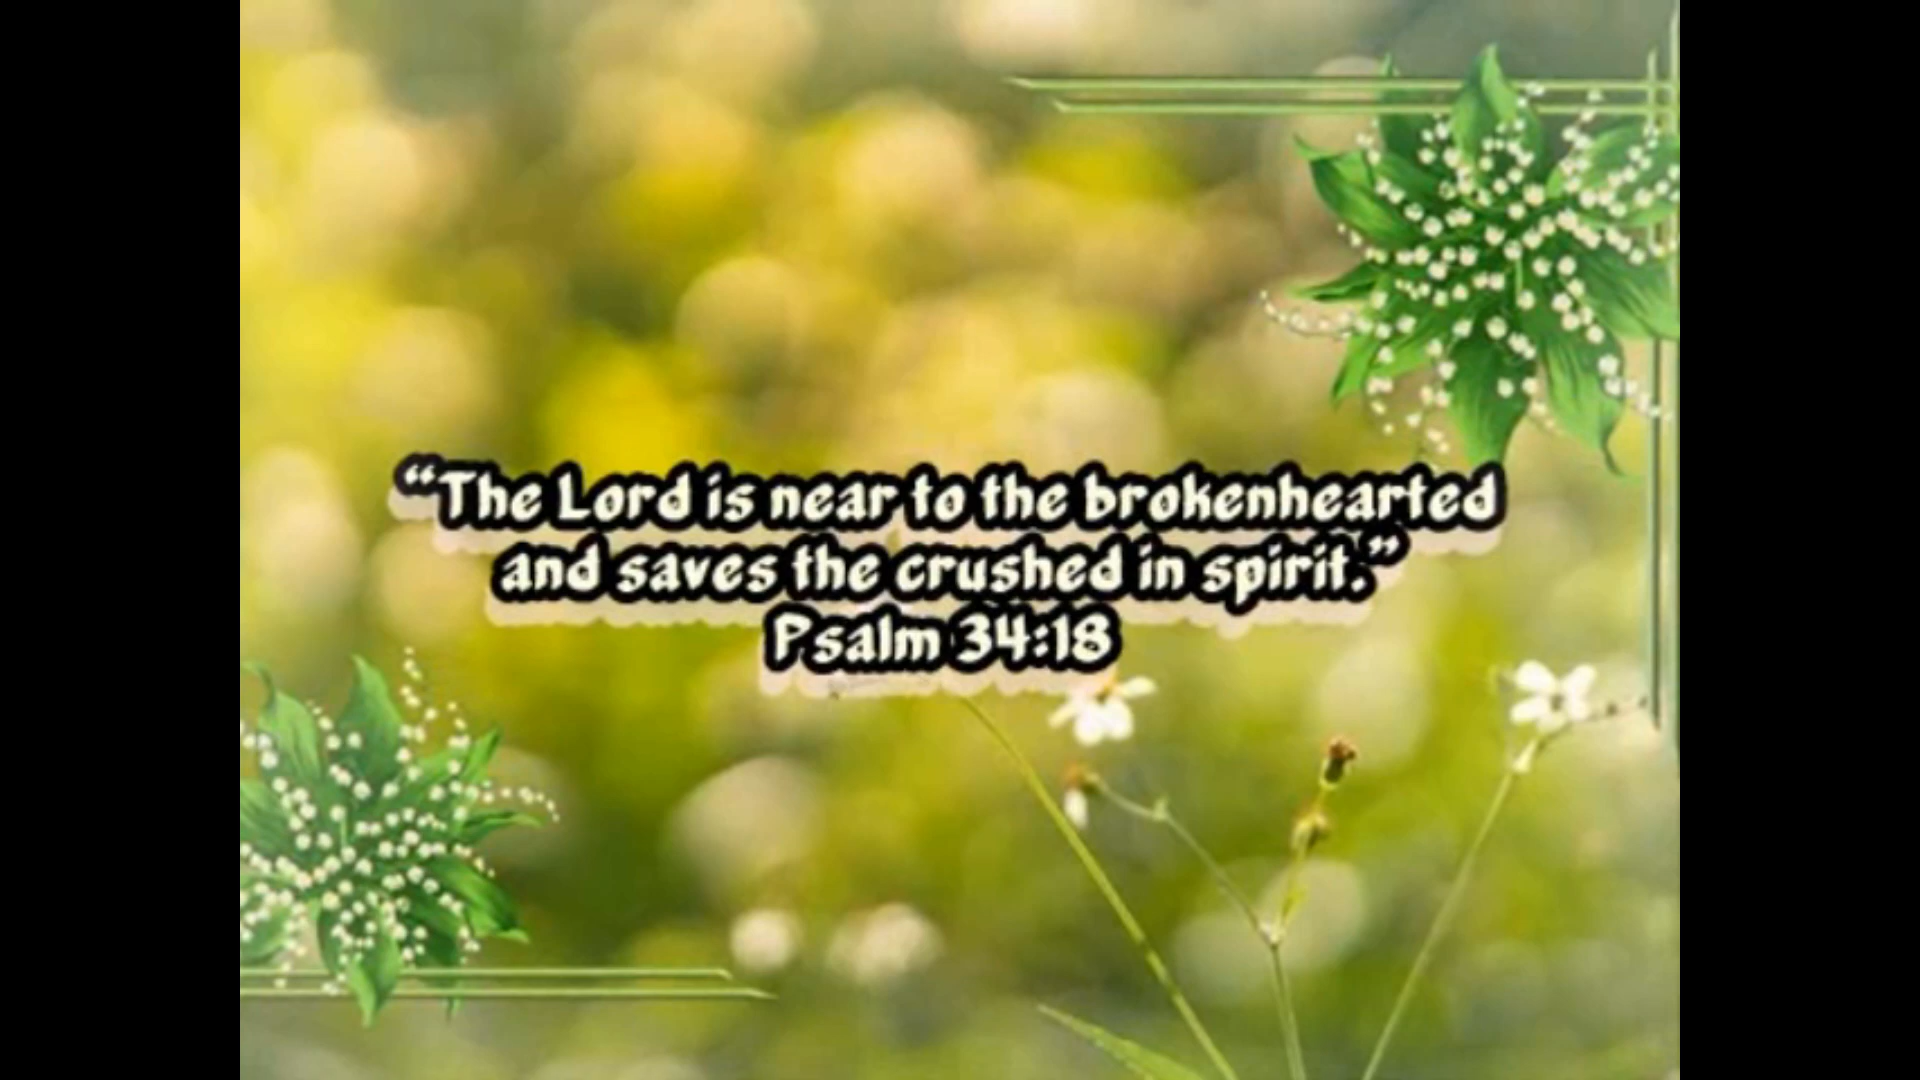 “The Lord is near to the brokenhearted
and saves the crushed in spirit.”
Psalm 34:18